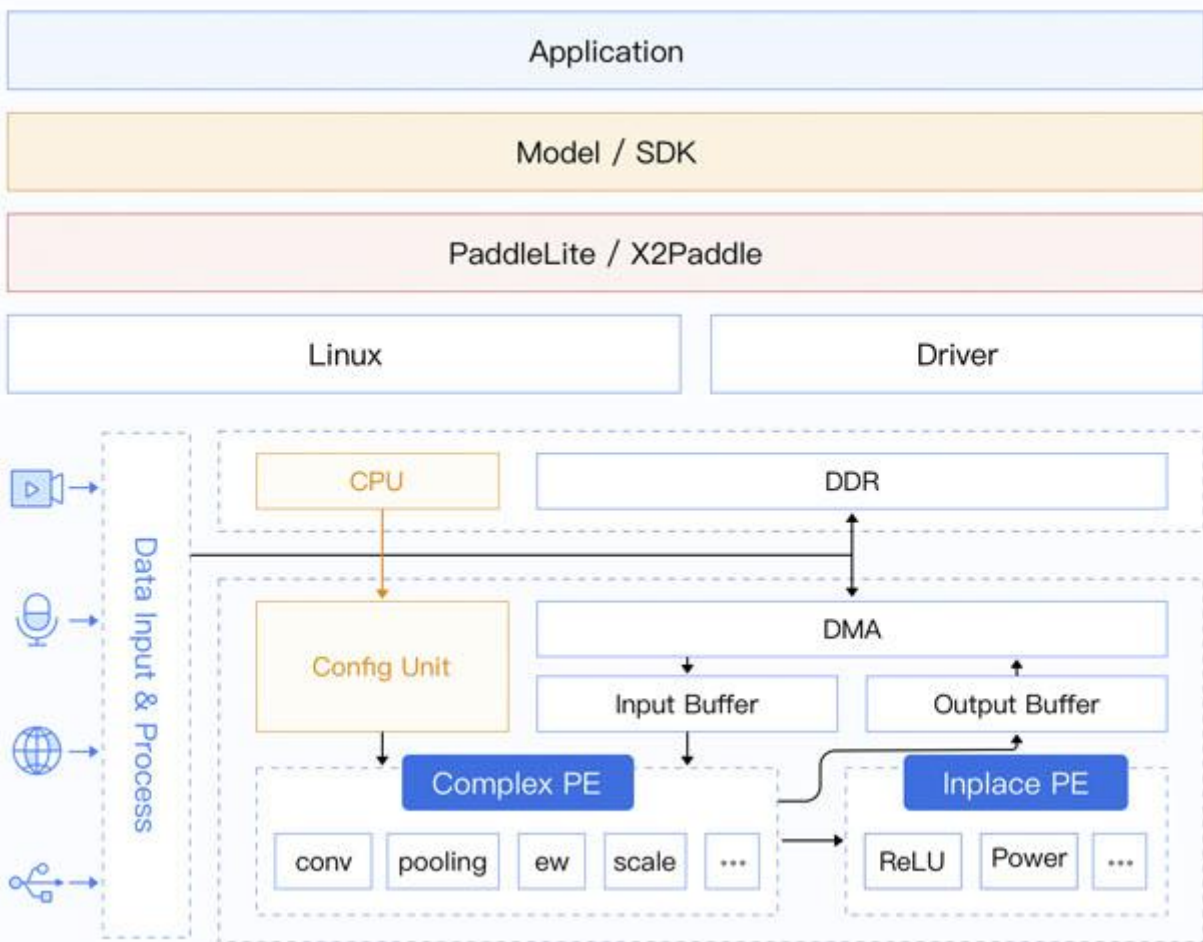 Application
Model / SDK
PaddleLite / X2Paddle
Linux
Driver
Data Input & Process
CPU
DDR
Config Unit
DMA
Input Buffer
Output Buffer
Complex PE
conv
pooling
ew
scale
...
Inplace PE
ReLU
Power
...